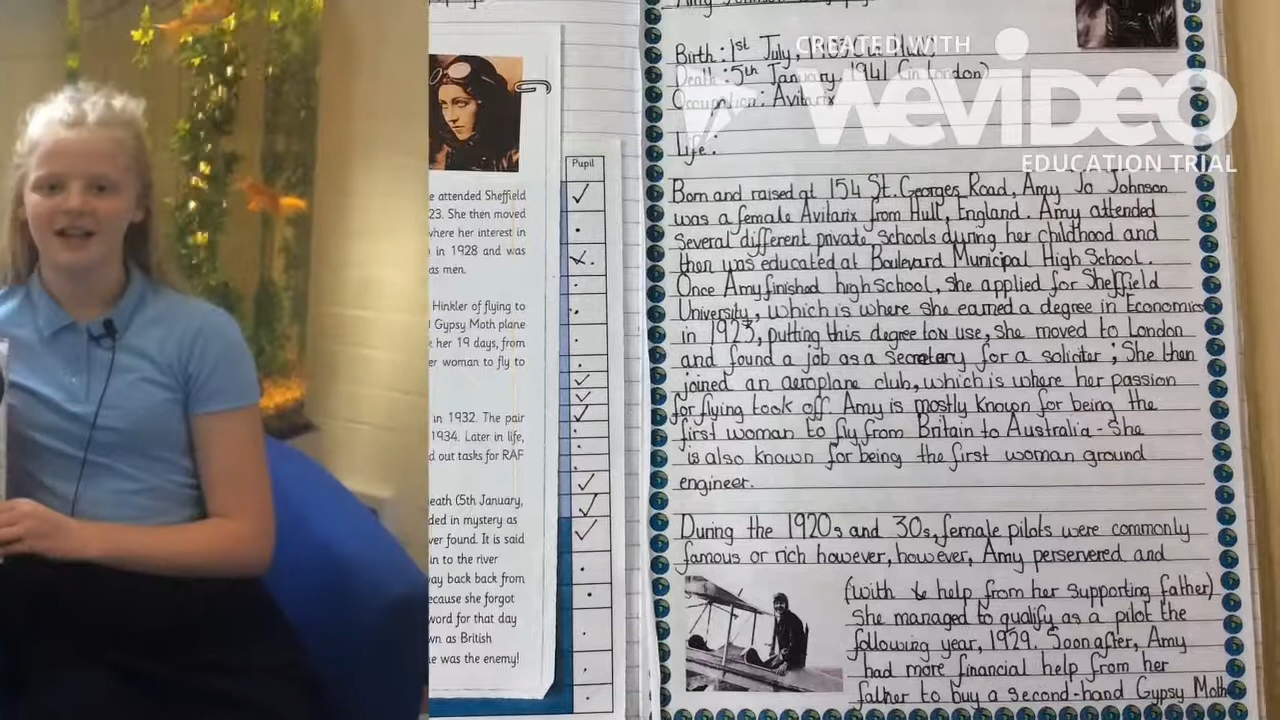 Pupil
e attended Sheffield
23. She then moved
where her interest in
in 1928 and was
as men.
Hinkler of flying to
Gypsy Moth plane
her 19 days, from
er woman to fly to
in 1932. The pair
1934. Later in life,
d out tasks for RAF
eath (5th January,
ded in mystery as
ver found. It is said
in to the river
way back back from
ecause she forgot
word for that day
wn as British
e was the enemy!
CREATED WITH
WEVIDEO
EDUCATION TRIAL
Birth : 1st July,
Death : 5th January, 1941 (in London)
Occupation : Avitarix
Life :
Born and raised at 154 St. Georges Road, Amy Jo Johnson
was a female Avitarix from Hull, England. Amy attended
several different private schools during her childhood and
then was educated at Boulevard Municipal High School.
Once Amy finished high school, she applied for Sheffield
University, which is where she earned a degree in Economics
in 1923, putting this degree tow use, she moved to London
and found a job as a secretary for a soliciter ; She then
joined an aeroplane club, which is where her passion
for flying took off. Amy is mostly known for being the
first woman to fly from Britain to Australia - She
is also known for being the first woman ground
engineer.
During the 1920s and 30s, female pilots were commonly
famous or rich however, however, Amy perservered and
(with help from her supporting father)
she managed to qualify as a pilot the
following year, 1929. Soon after, Amy
had more financial help from her
father to buy a second-hand Gypsy Moth